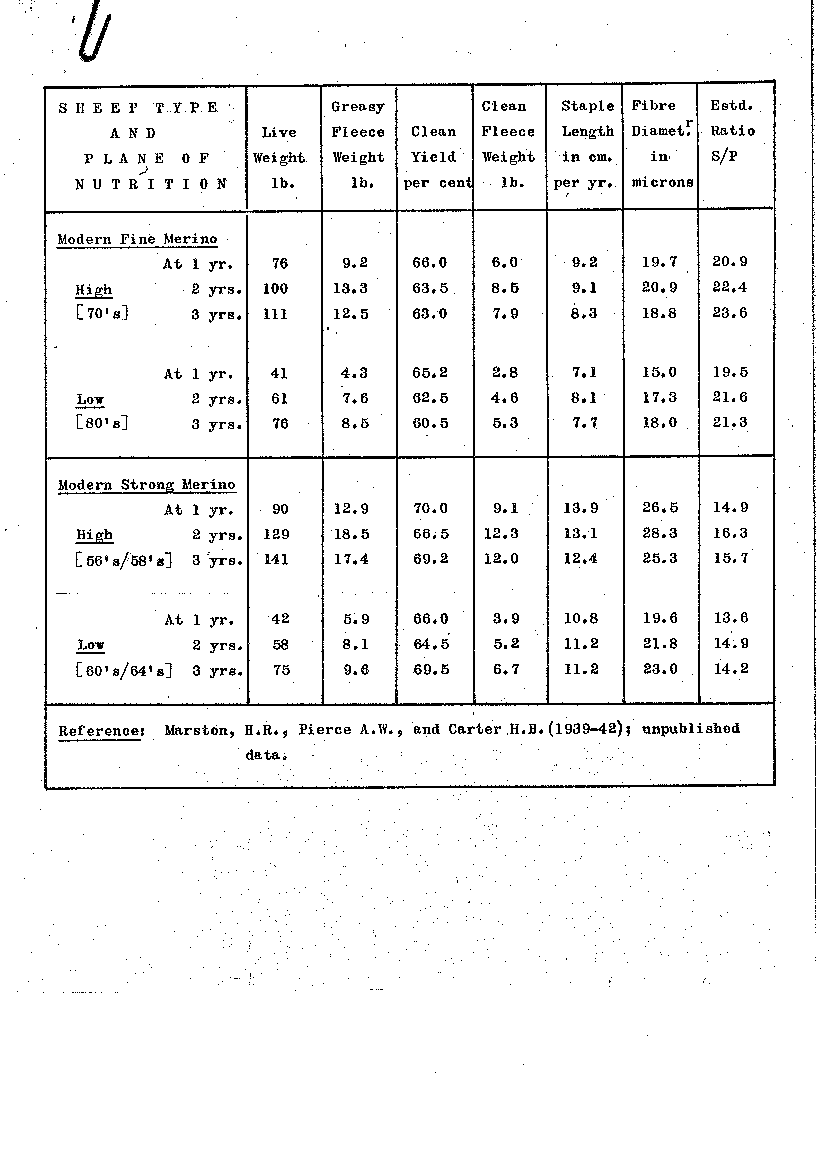 SHEEP TYPE AND PLANE OF NUTRITION | Live Weight lb. | Greasy Fleece Weight lb. | Clean Yield per cent | Clean Fleece Weight lb. | Staple Length in cm. per yr. | Fibre Diametr. in microns | Estd. Ratio S/P
Modern Fine Merino
At 1 yr. 76 9.2 66.0 6.0 9.2 19.7 20.9
High 2 yrs. 100 13.3 63.5 8.5 9.1 20.9 22.4
[70's] 3 yrs. 111 12.5 63.0 7.9 8.3 18.8 23.6
At 1 yr. 41 4.3 65.2 2.8 7.1 15.0 19.5
Low 2 yrs. 61 7.6 62.5 4.6 8.1 17.3 21.6
[80's] 3 yrs. 76 8.5 60.5 5.3 7.7 18.0 21.3
Modern Strong Merino
At 1 yr. 90 12.9 70.0 9.1 13.9 26.5 14.9
High 2 yrs. 129 18.5 66.5 12.3 13.1 28.3 16.3
[56's/58's] 3 yrs. 141 17.4 69.2 12.0 12.4 25.3 15.7
At 1 yr. 42 5.9 66.0 3.9 10.8 19.6 13.6
Low 2 yrs. 58 8.1 64.5 5.2 11.2 21.8 14.9
[60's/64's] 3 yrs. 75 9.6 69.5 6.7 11.2 23.0 14.2
Reference: Marston, H.R., Pierce A.W., and Carter H.B. (1939-42); unpublished
data.